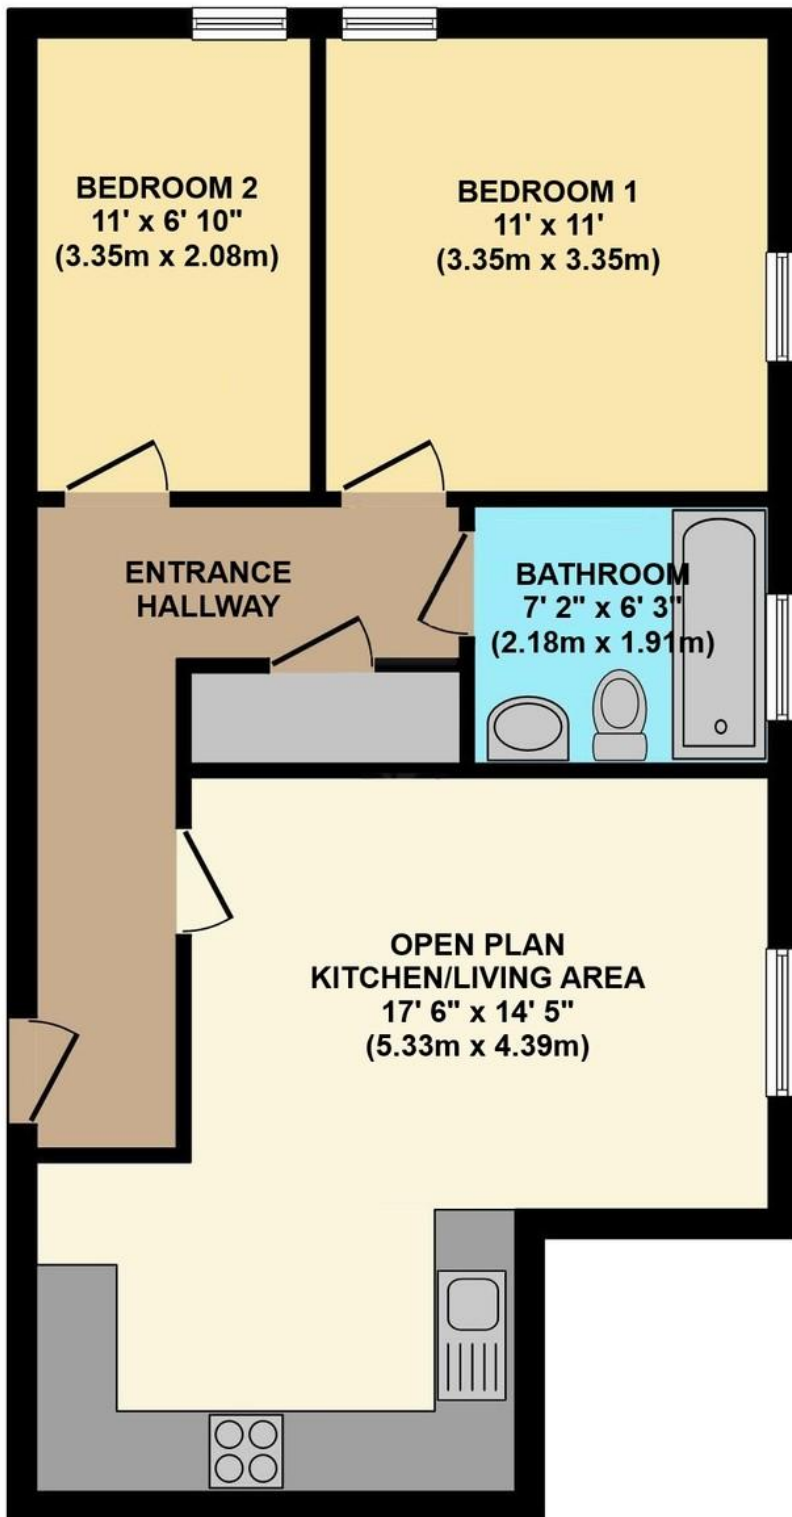 BEDROOM 2
11' x 6' 10"
(3.35m x 2.08m)
BEDROOM 1
11' x 11'
(3.35m x 3.35m)
ENTRANCE
HALLWAY
BATHROOM
7' 2" x 6' 3"
(2.18m x 1.91m)
OPEN PLAN
KITCHEN/LIVING AREA
17' 6" x 14' 5"
(5.33m x 4.39m)